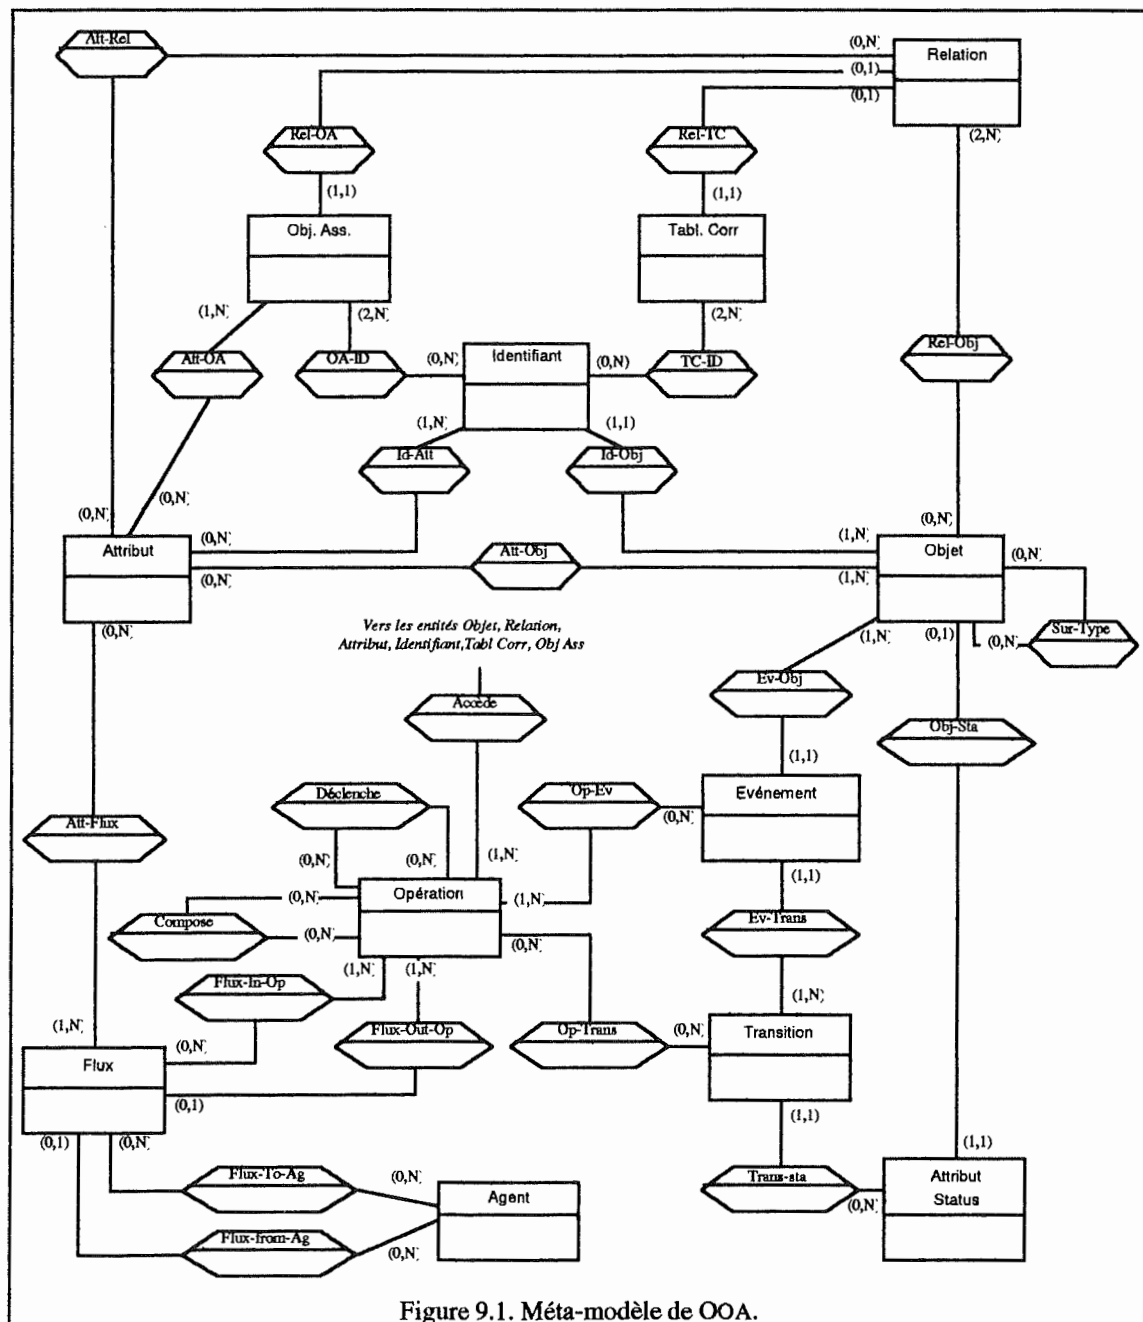 Att-Rel
(0,N)
Relation
(0,1)
(0,1)
(2,N)
Rel-OA
Rel-TC
(1,1)
(1,1)
Obj. Ass.
Tabl. Corr
(1,N)
(2,N)
(2,N)
Att-OA
OA-ID
(0,N)
Identifiant
(0,N)
TC-ID
Rel-Obj
(1,N)
(1,1)
Id-Att
Id-Obj
(0,N)
(0,N)
(0,N)
Attribut
(0,N)
(0,N)
Att-Obj
(1,N)
(1,N)
Objet
(0,N)
(0,N)
Vers les entités Objet, Relation,
Attribut, Identifiant,Tabl Corr, Obj Ass
(1,N)
(0,1)
(0,N)
Sur-Type
Ev-Obj
Accède
Obj-Sta
(1,1)
Déclenche
Op-Ev
(0,N)
Evénement
Att-Flux
(0,N)
(0,N)
(1,N)
(1,1)
(0,N)
Opération
(1,N)
Compose
(0,N)
(0,N)
Ev-Trans
(1,N)
(1,N)
Flux-In-Op
(1,N)
(1,N)
(0,N)
Flux-Out-Op
Op-Trans
(0,N)
Transition
Flux
(0,1)
(0,1)
(0,N)
(1,1)
(1,1)
Flux-To-Ag
(0,N)
Agent
Trans-sta
(0,N)
Attribut
Status
Flux-from-Ag
(0,N)
Figure 9.1. Méta-modèle de OOA.